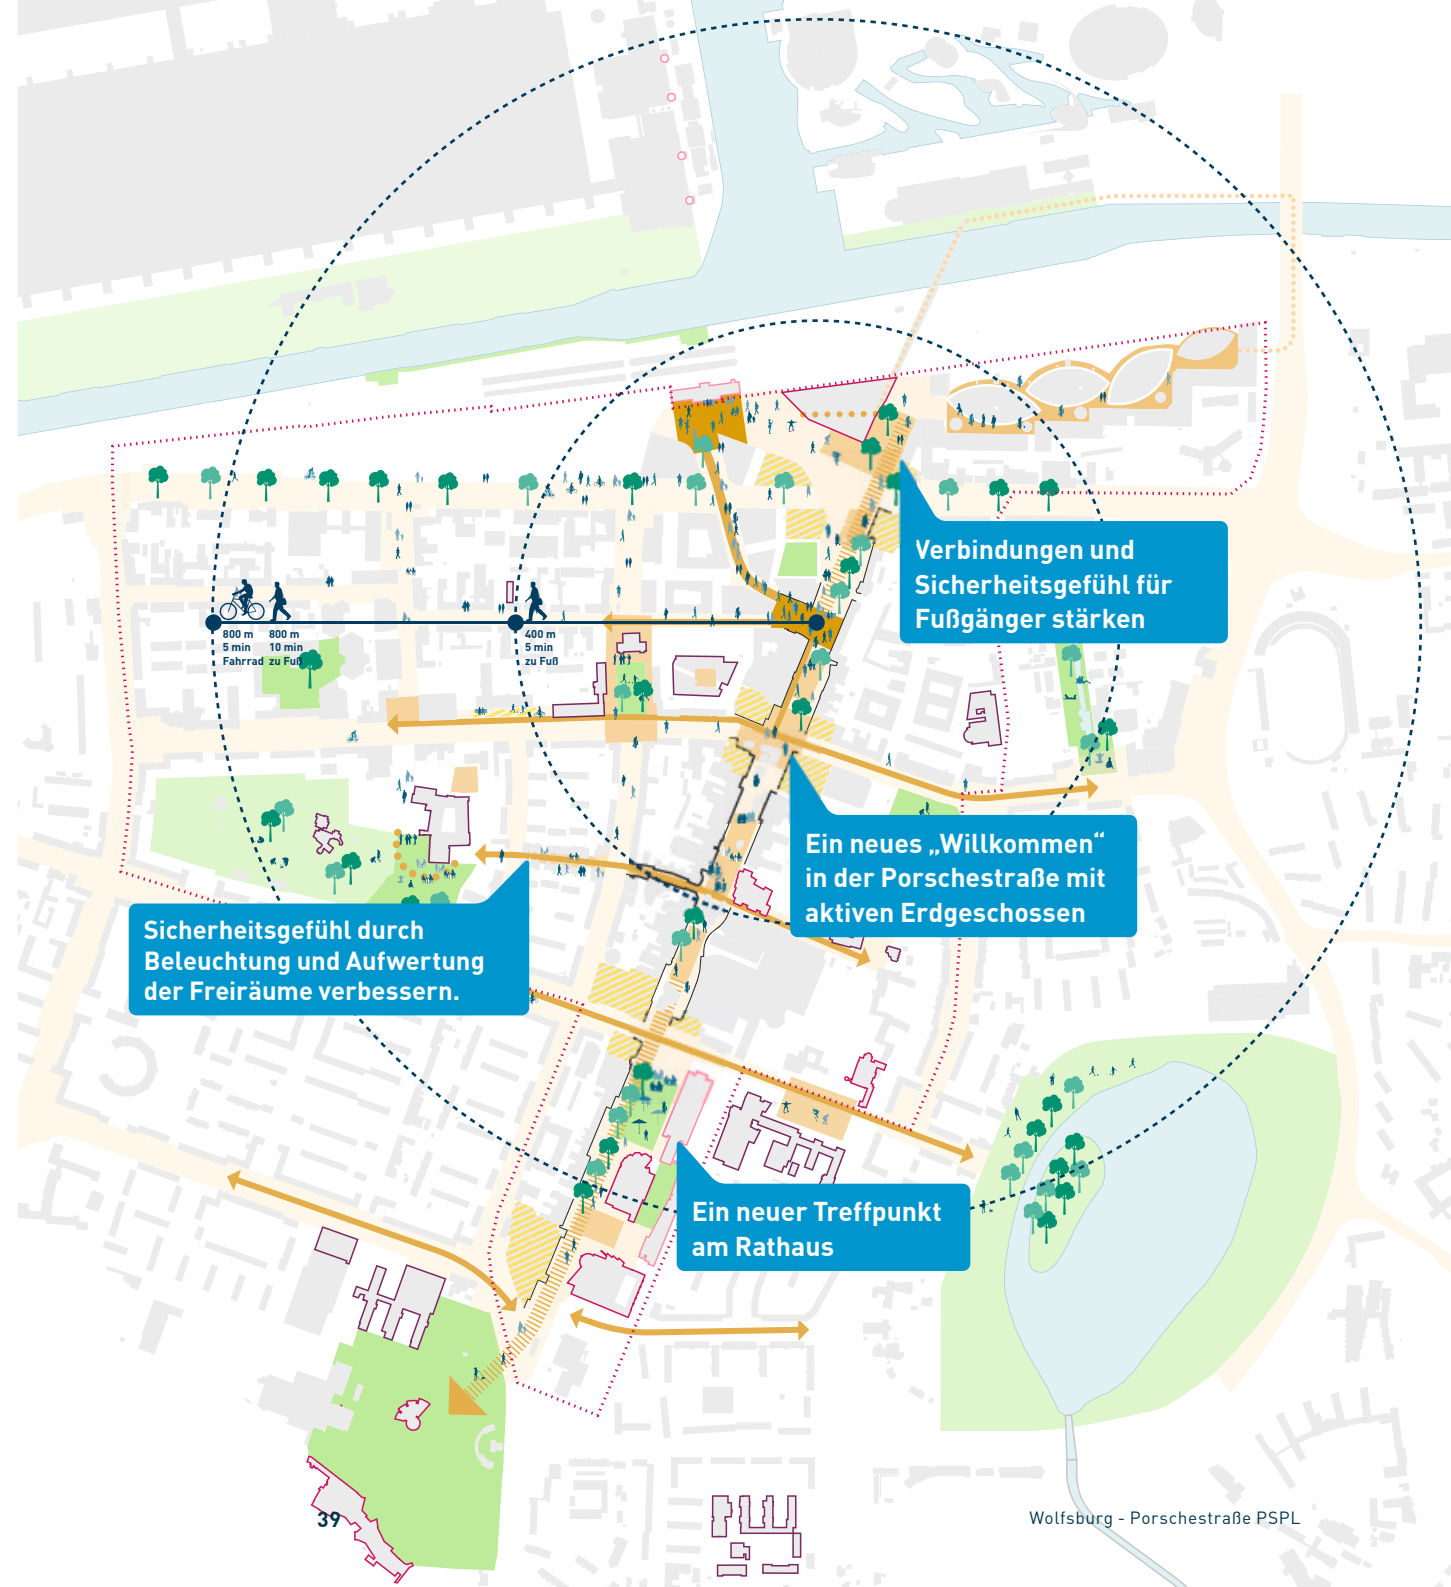 Verbindungen und
Sicherheitsgefühl für
Fußgänger stärken
800 m
5 min
Fahrrad
800 m
10 min
zu Fuß
400 m
5 min
zu Fuß
Ein neues „Willkommen“
in der Porschestraße mit
aktiven Erdgeschossen
Sicherheitsgefühl durch
Beleuchtung und Aufwertung
der Freiräume verbessern.
Ein neuer Treffpunkt
am Rathaus
39
Wolfsburg - Porschestraße PSPL